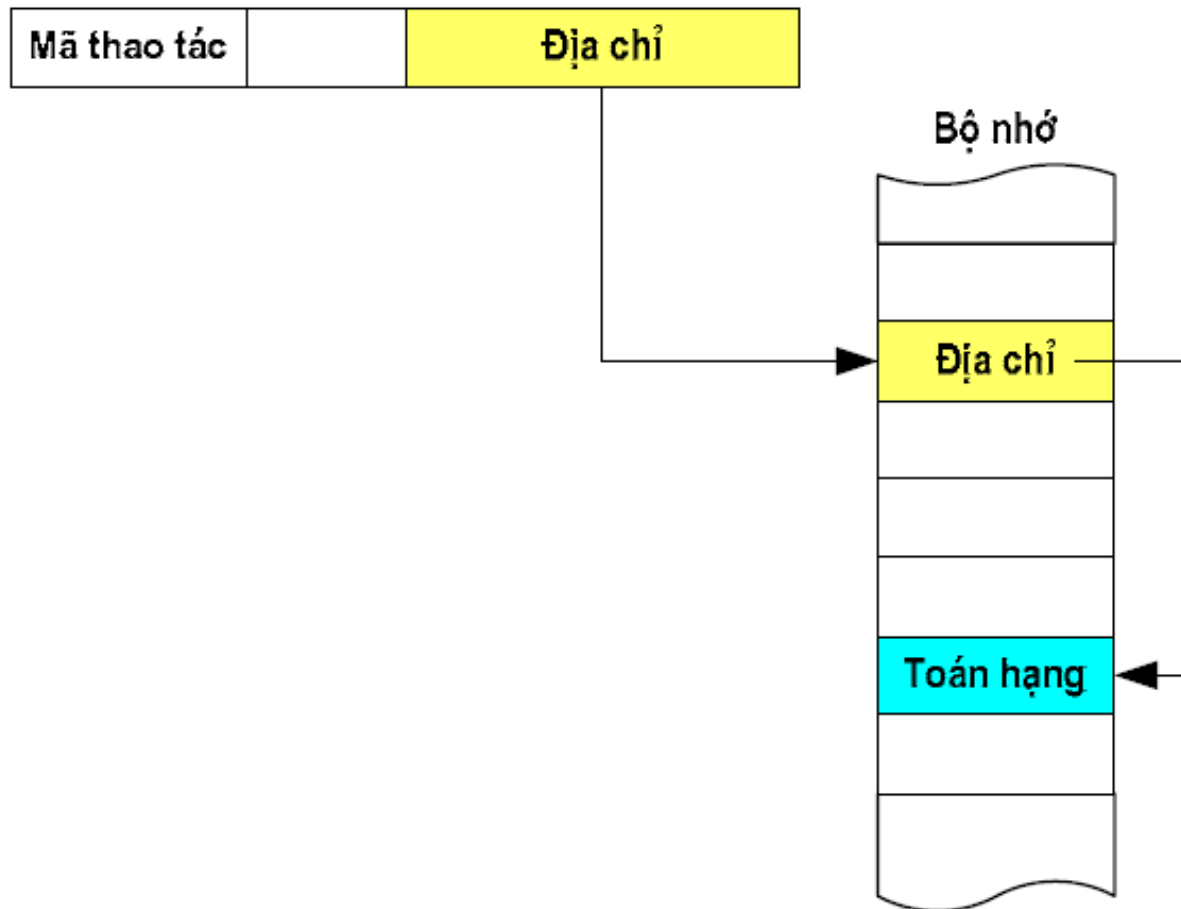 Mã thao tác
Địa chỉ
Bộ nhớ
Địa chỉ
Toán hạng